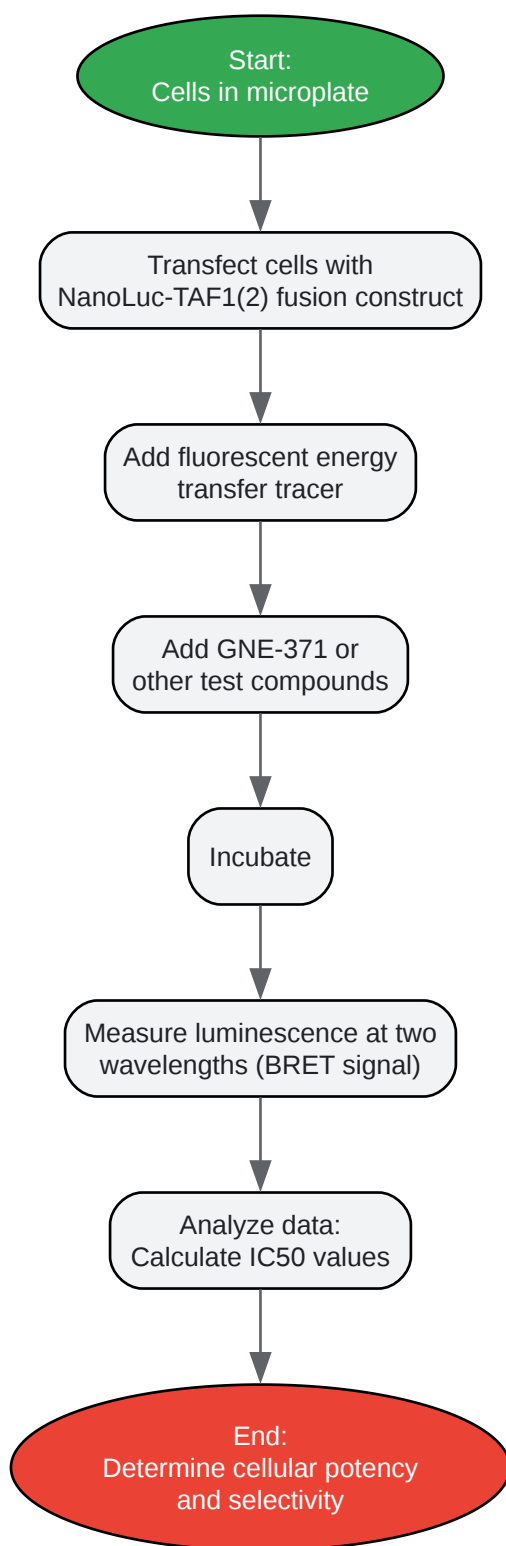 Start:
Cells in microplate
Transfect cells with
NanoLuc-TAF1(2) fusion construct
Add fluorescent energy
transfer tracer
Add GNE-371 or
other test compounds
Incubate
Measure luminescence at two
wavelengths (BRET signal)
Analyze data:
Calculate IC50 values
End:
Determine cellular potency
and selectivity